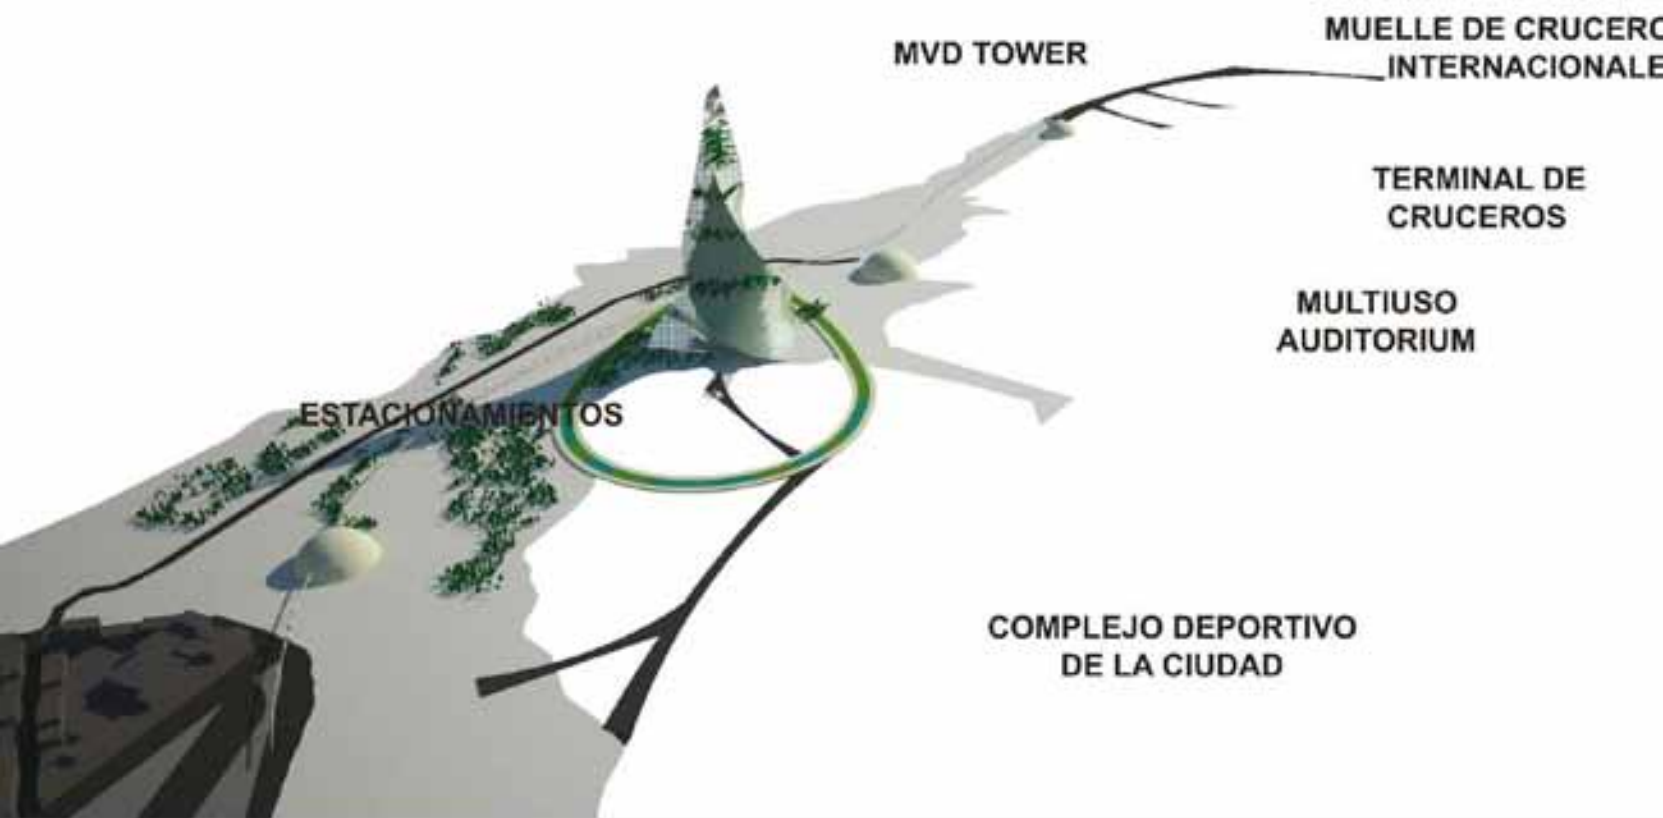 MVD TOWER
MUELLE DE CRUCERO
INTERNACIONALE
TERMINAL DE
CRUCEROS
MULTIUSO
AUDITORIUM
ESTACIONAMIENTOS
COMPLEJO DEPORTIVO
DE LA CIUDAD